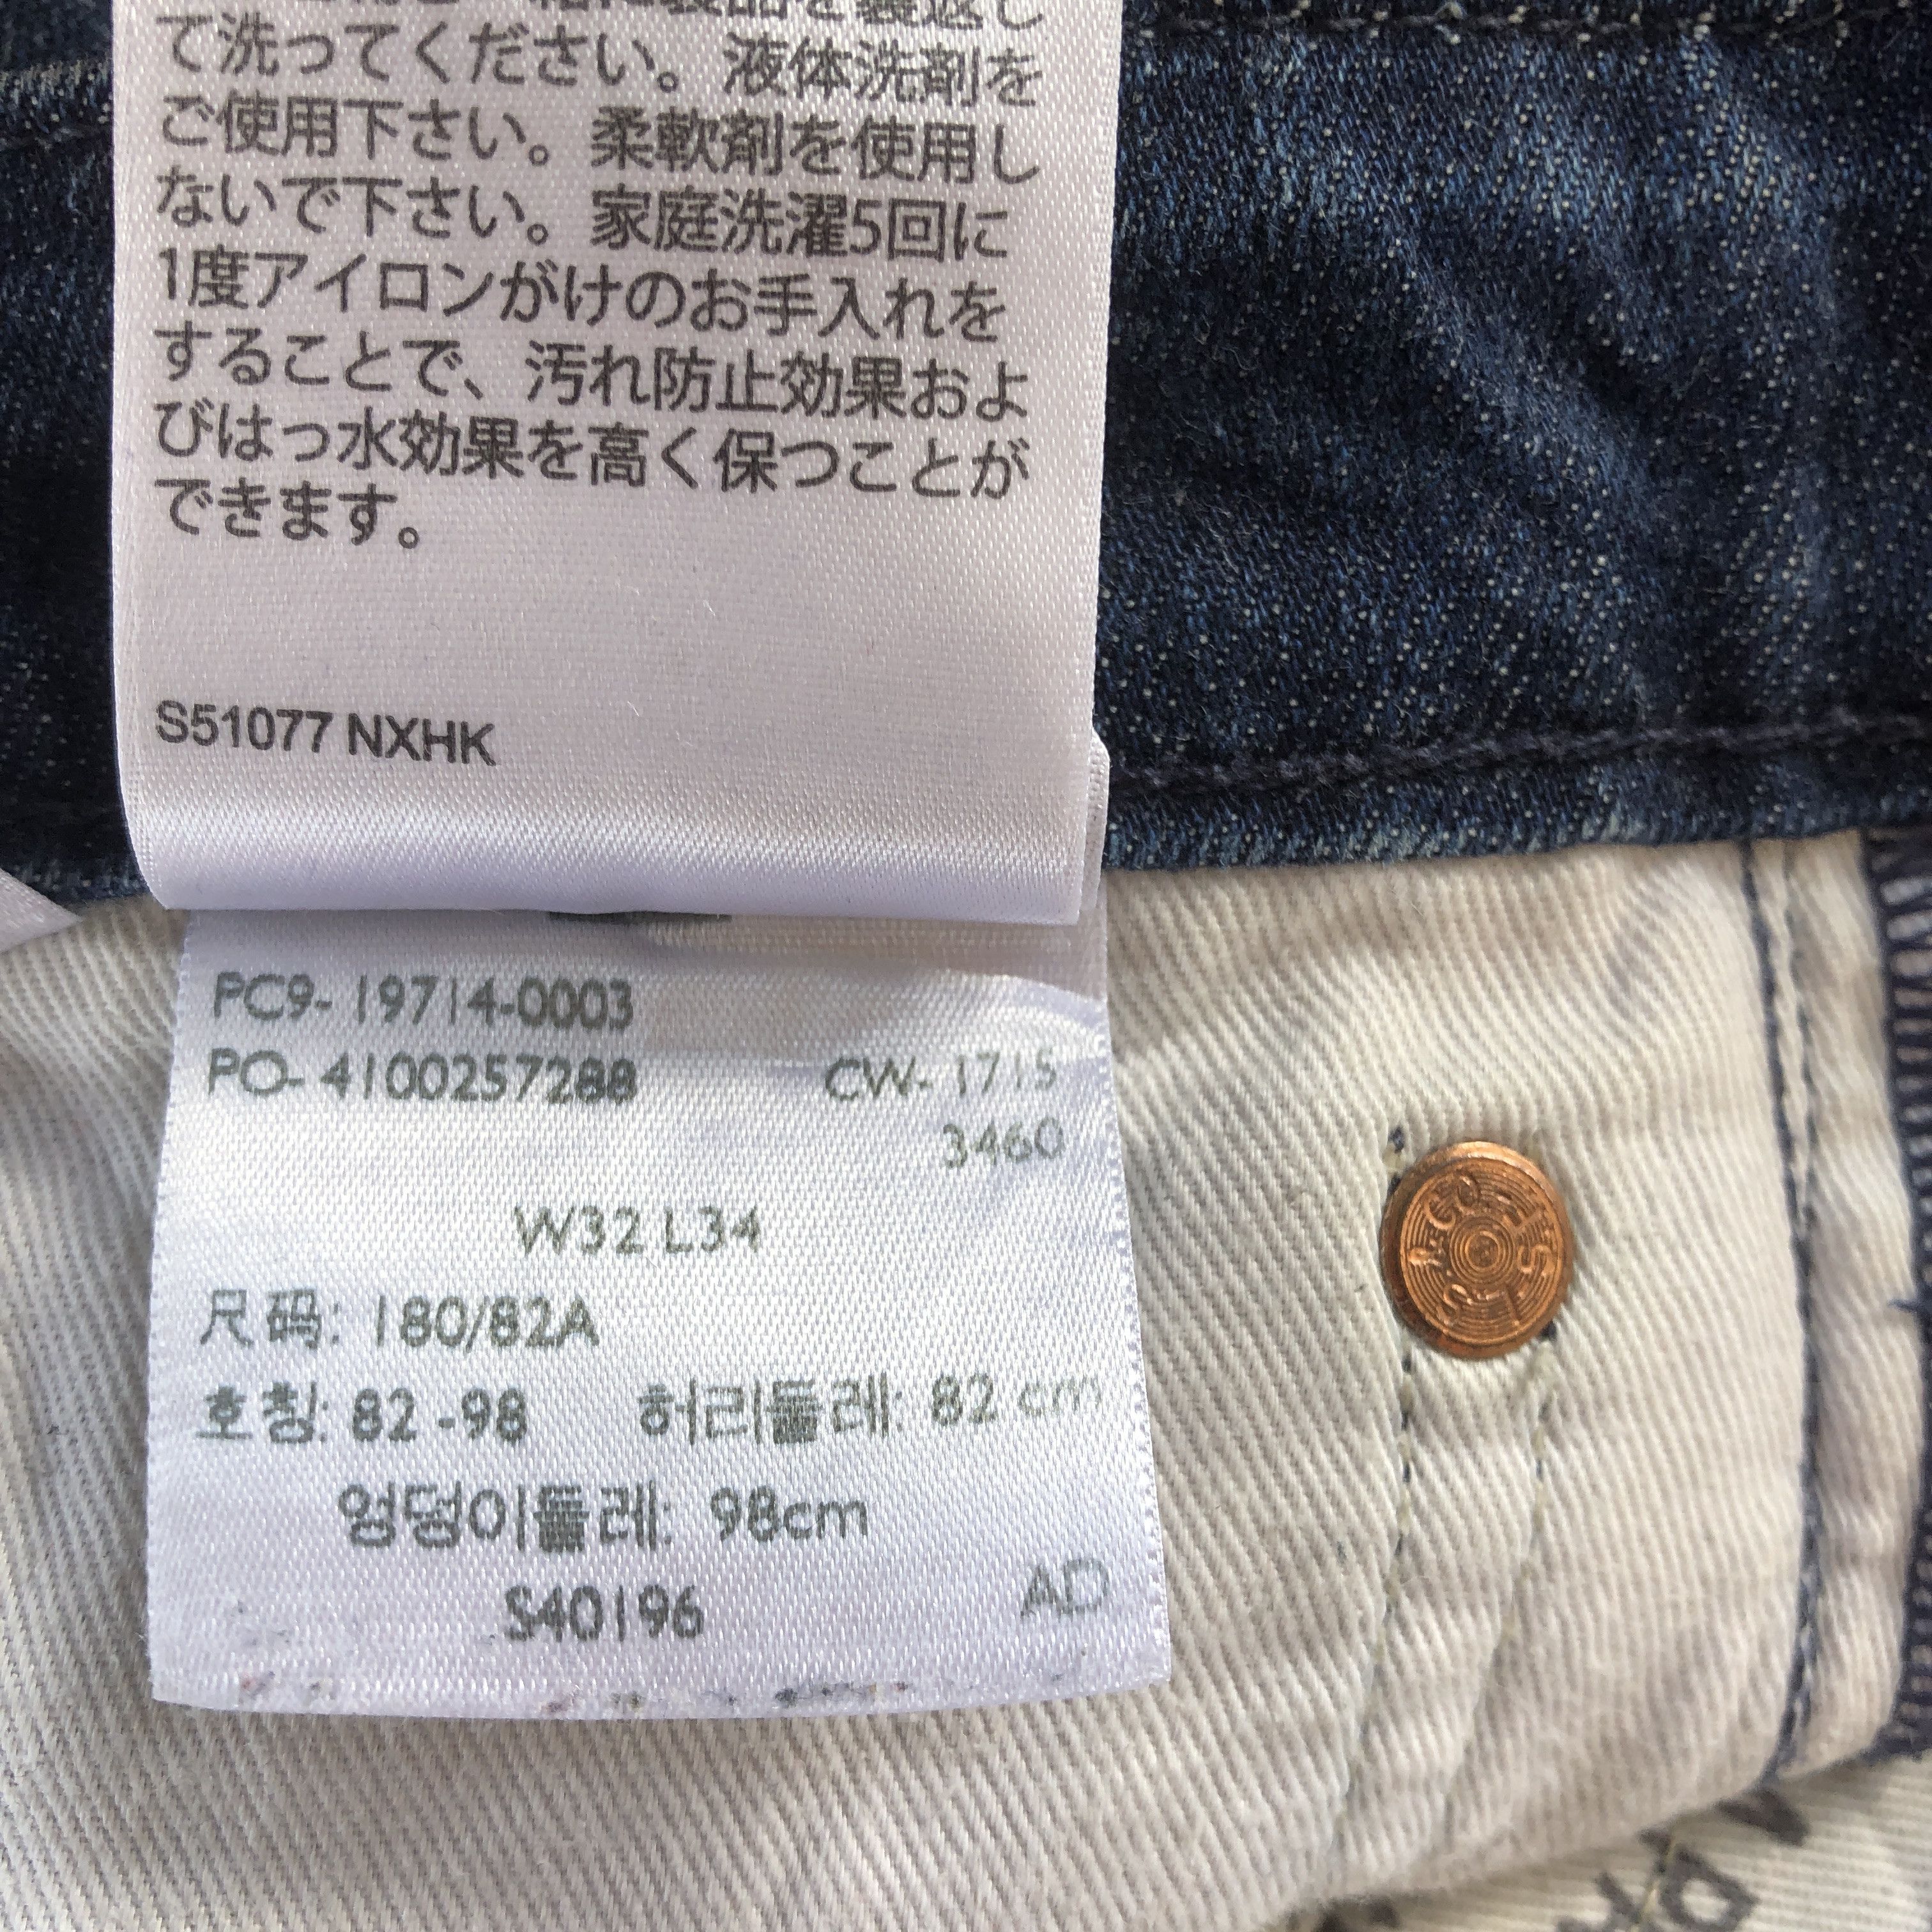 て洗ってください。液体洗剤を
ご使用下さい。柔軟剤を使用し
ないで下さい。家庭洗濯5回に
1度アイロンがけのお手入れを
することで、汚れ防止効果およ
びはっ水効果を高く保つことが
できます。
S51077 NXHK
PC9- 19714-0003
PO- 4100257288 CW- 1715
3460
W32 L34
尺码: 180/82A
호칭: 82 -98 허리둘레: 82 cm
엉덩이둘레: 98cm
S40196 AD